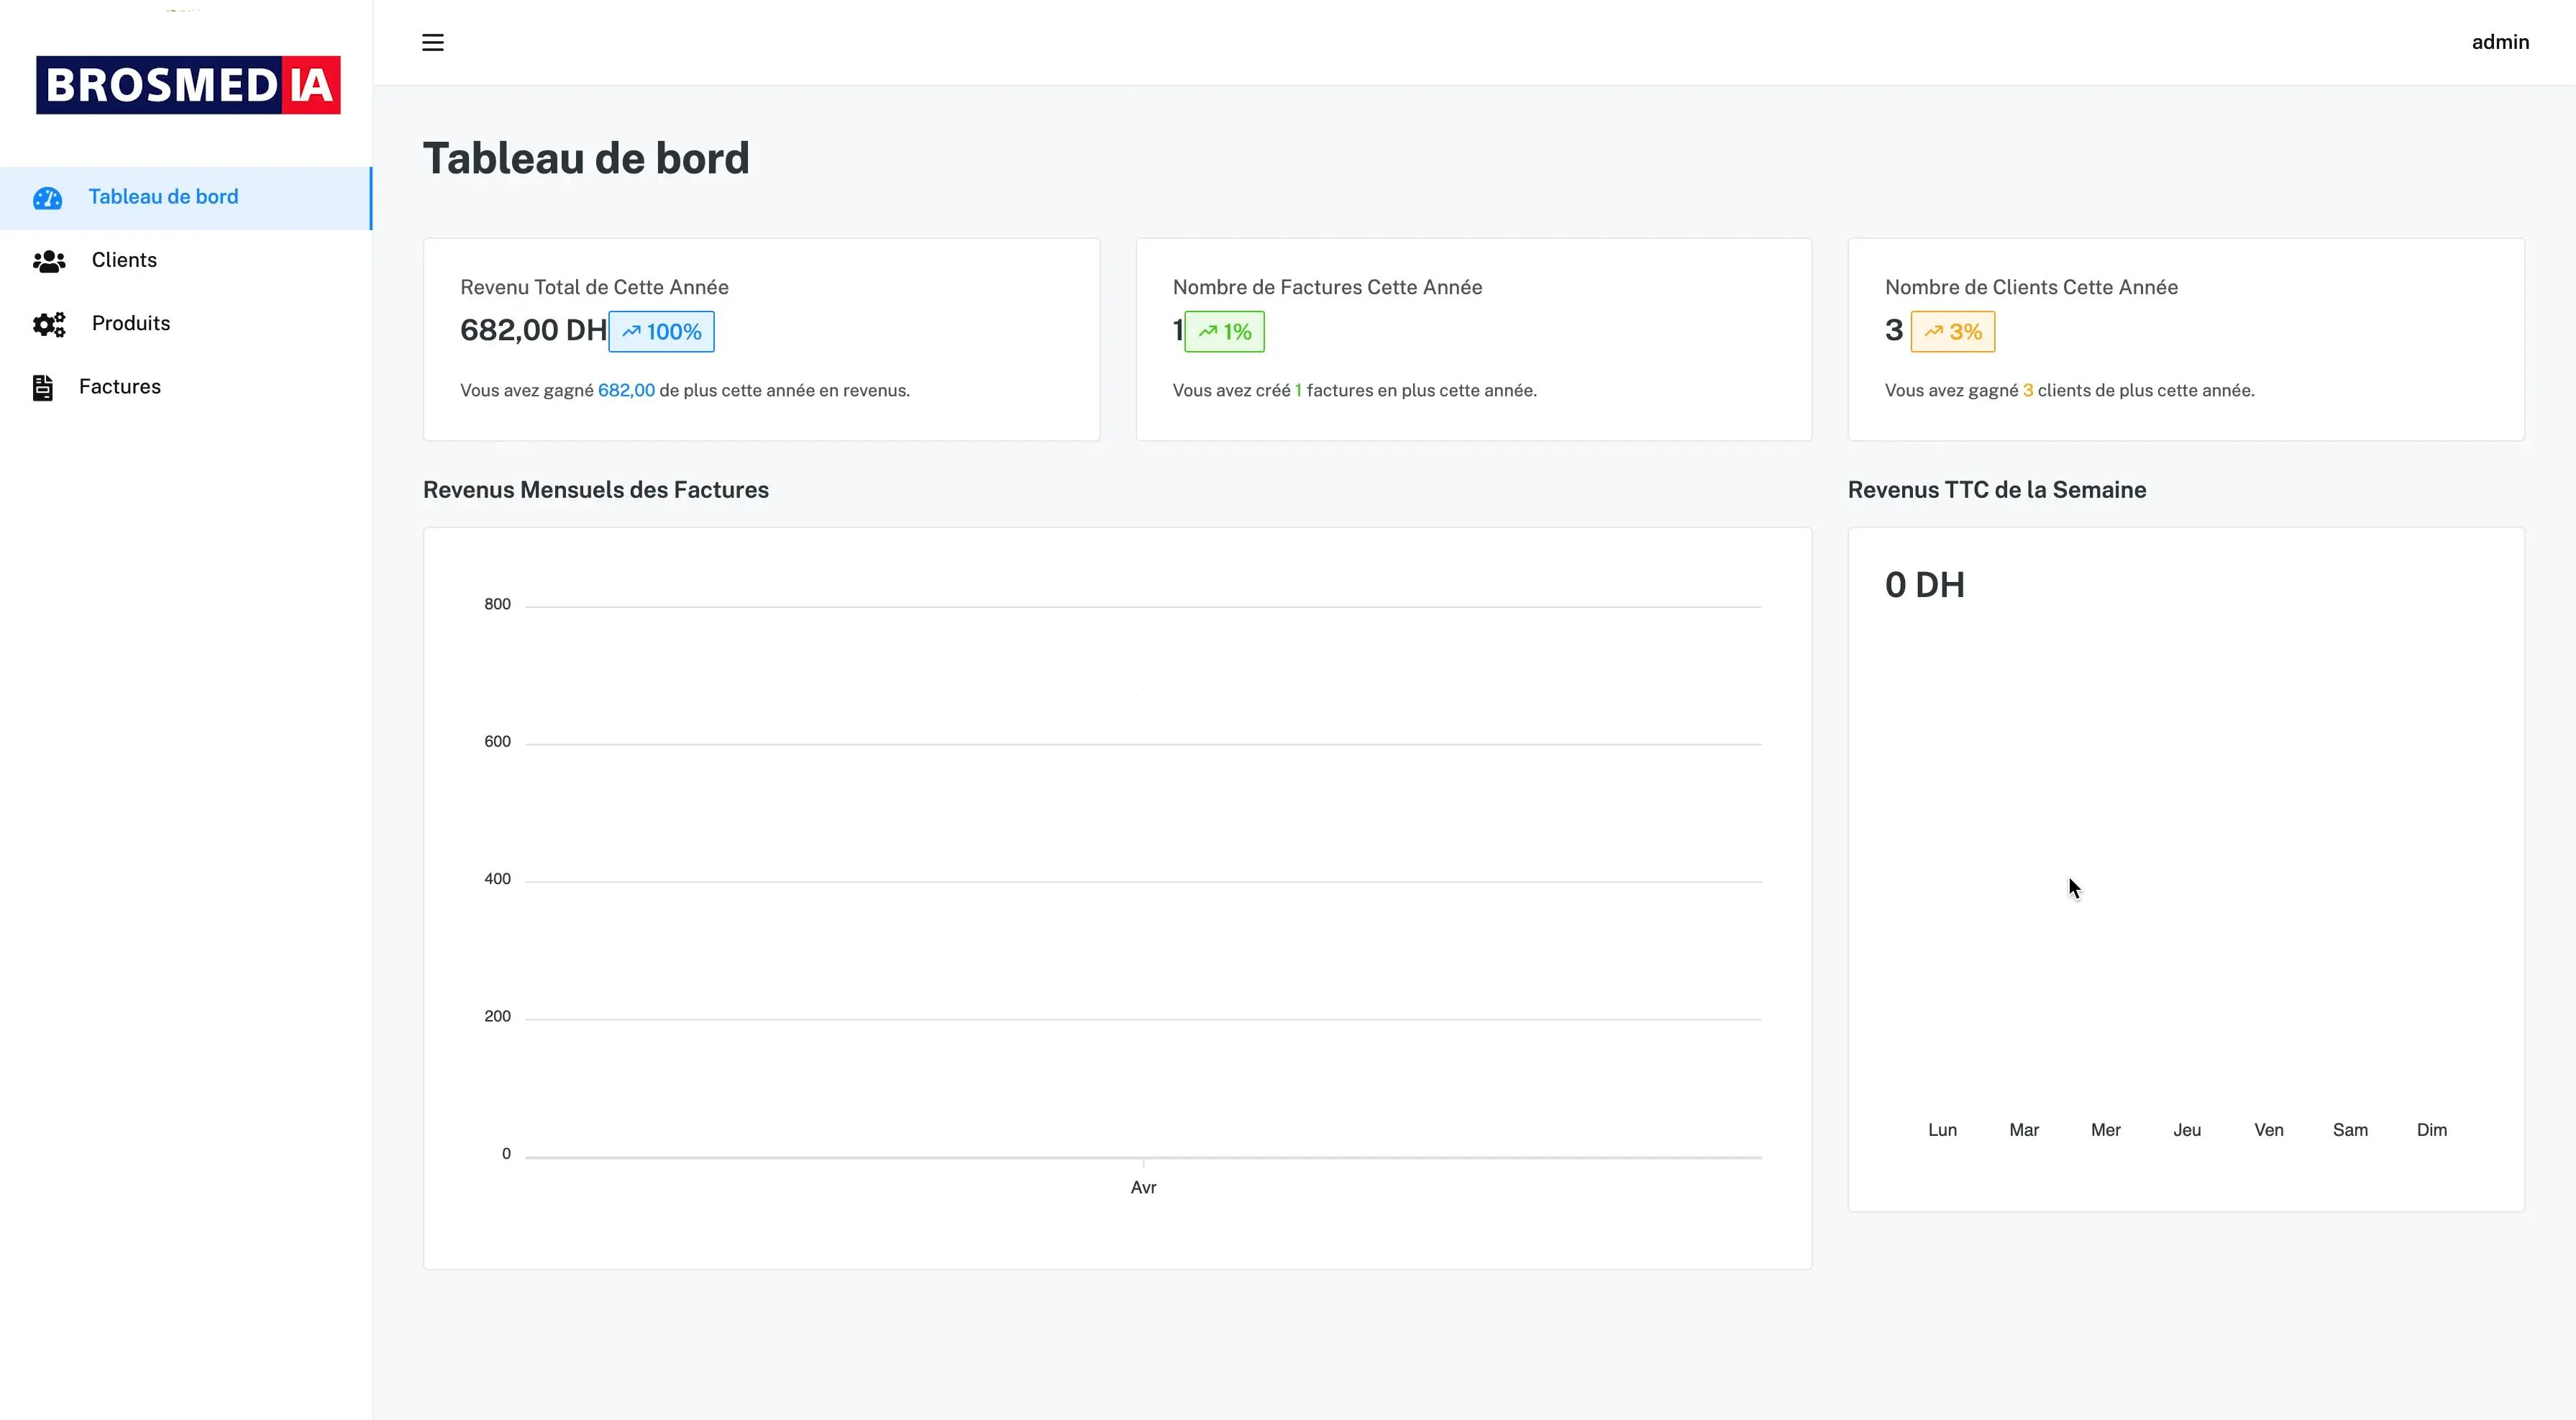 BROSMEDIA
admin
Tableau de bord
Clients
Produits
Factures
Tableau de bord
Revenu Total de Cette Année
682,00 DH 100%
Vous avez gagné 682,00 de plus cette année en revenus.
Nombre de Factures Cette Année
1 1%
Vous avez créé 1 factures en plus cette année.
Nombre de Clients Cette Année
3 3%
Vous avez gagné 3 clients de plus cette année.
Revenus Mensuels des Factures
800
600
400
200
0
Avr
Revenus TTC de la Semaine
0 DH
Lun Mar Mer Jeu Ven Sam Dim